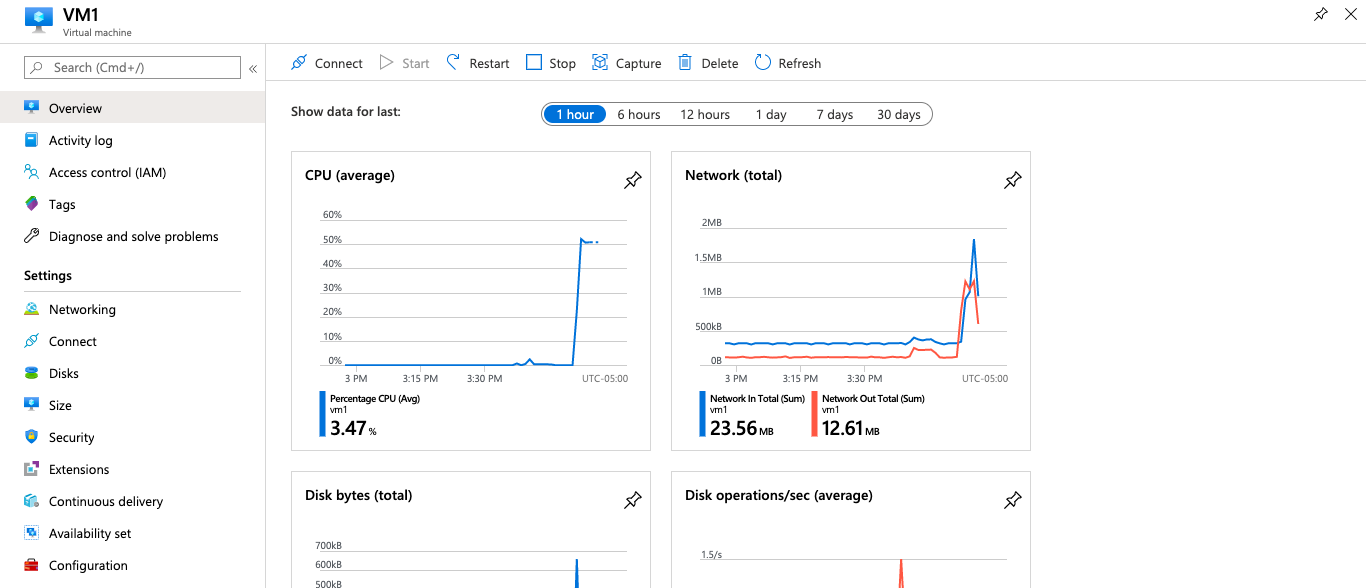 VM1
Virtual machine
Search (Cmd+/)
«
Overview
Activity log
Access control (IAM)
Tags
Diagnose and solve problems
Settings
Networking
Connect
Disks
Size
Security
Extensions
Continuous delivery
Availability set
Configuration
Connect Start Restart Stop Capture Delete Refresh
Show data for last: 1 hour 6 hours 12 hours 1 day 7 days 30 days
CPU (average)
60%
50%
40%
30%
20%
10%
0%
3 PM 3:15 PM 3:30 PM UTC-05:00
Percentage CPU (Avg)
vm1
3.47 %
Network (total)
2MB
1.5MB
1MB
500kB
0B
3 PM 3:15 PM 3:30 PM UTC-05:00
Network In Total (Sum)
vm1
23.56 MB
Network Out Total (Sum)
vm1
12.61 MB
Disk bytes (total)
700kB
600kB
500kB
Disk operations/sec (average)
1.5/s